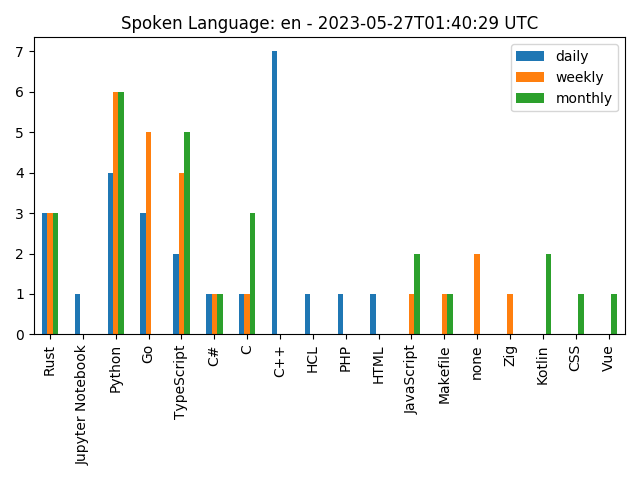 Spoken Language: en - 2023-05-27T01:40:29 UTC
daily
weekly
monthly
7
6
5
4
3
2
1
0
Rust
Jupyter Notebook
Python
Go
TypeScript
C#
C
C++
HCL
PHP
HTML
JavaScript
Makefile
none
Zig
Kotlin
CSS
Vue